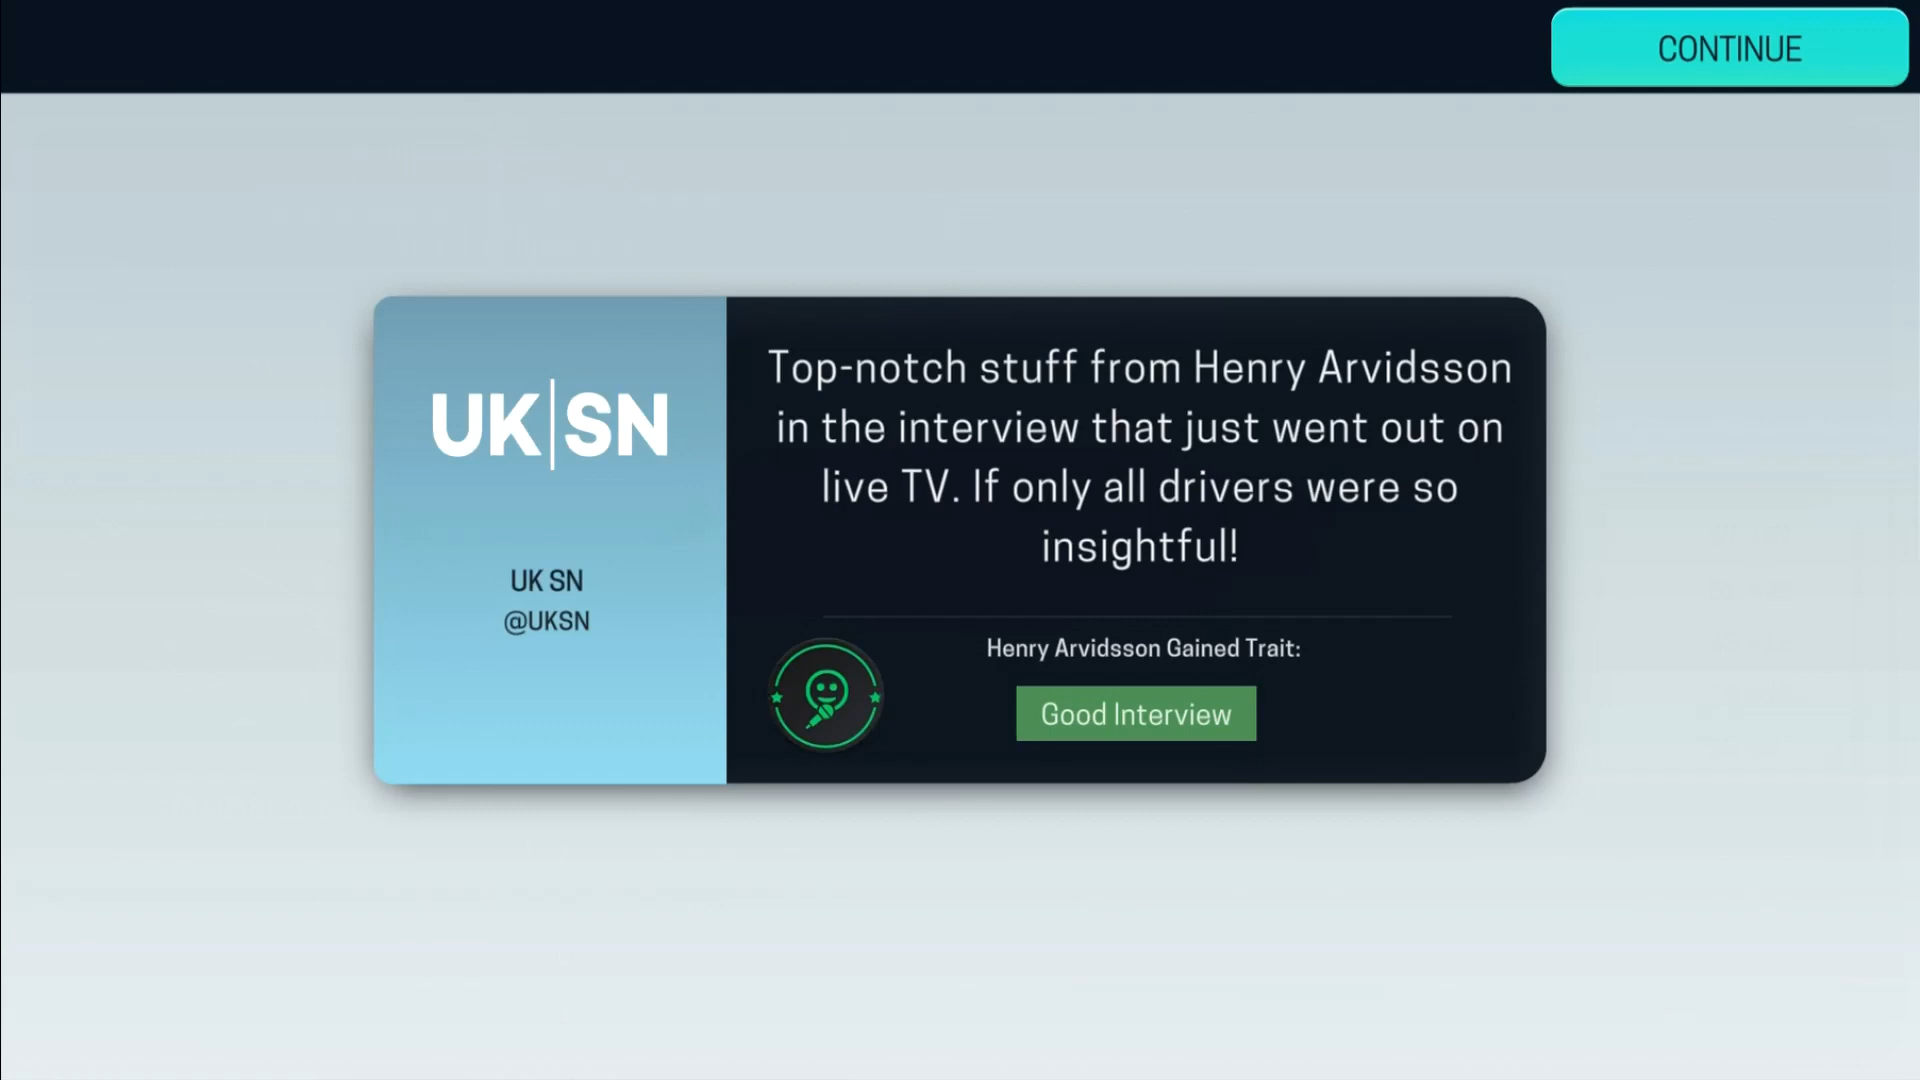 CONTINUE
UK|SN
UK SN
@UKSN
Top-notch stuff from Henry Arvidsson
in the interview that just went out on
live TV. If only all drivers were so
insightful!
Henry Arvidsson Gained Trait:
Good Interview